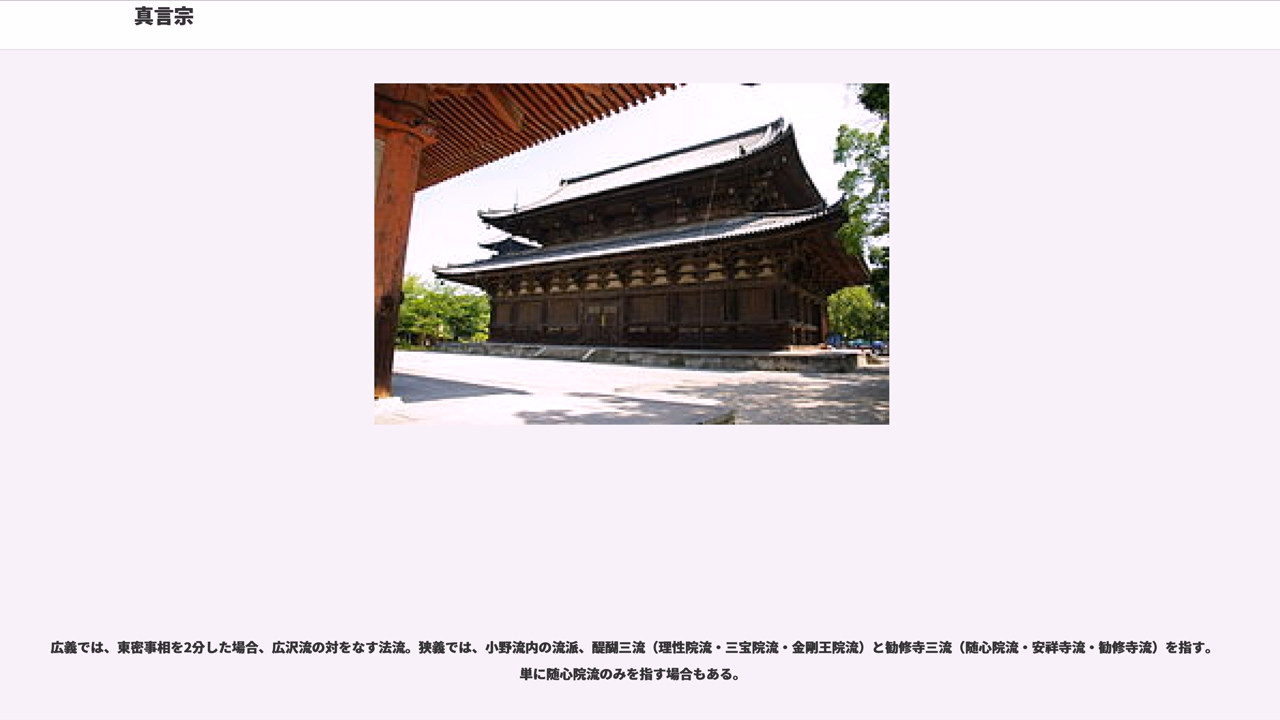 真言宗
広義では、東密事相を2分した場合、広沢流の対をなす法流。狭義では、小野流内の流派、醍醐三流（理性院流・三宝院流・金剛王院流）と勧修寺三流（随心院流・安祥寺流・勧修寺流）を指す。
単に随心院流のみを指す場合もある。